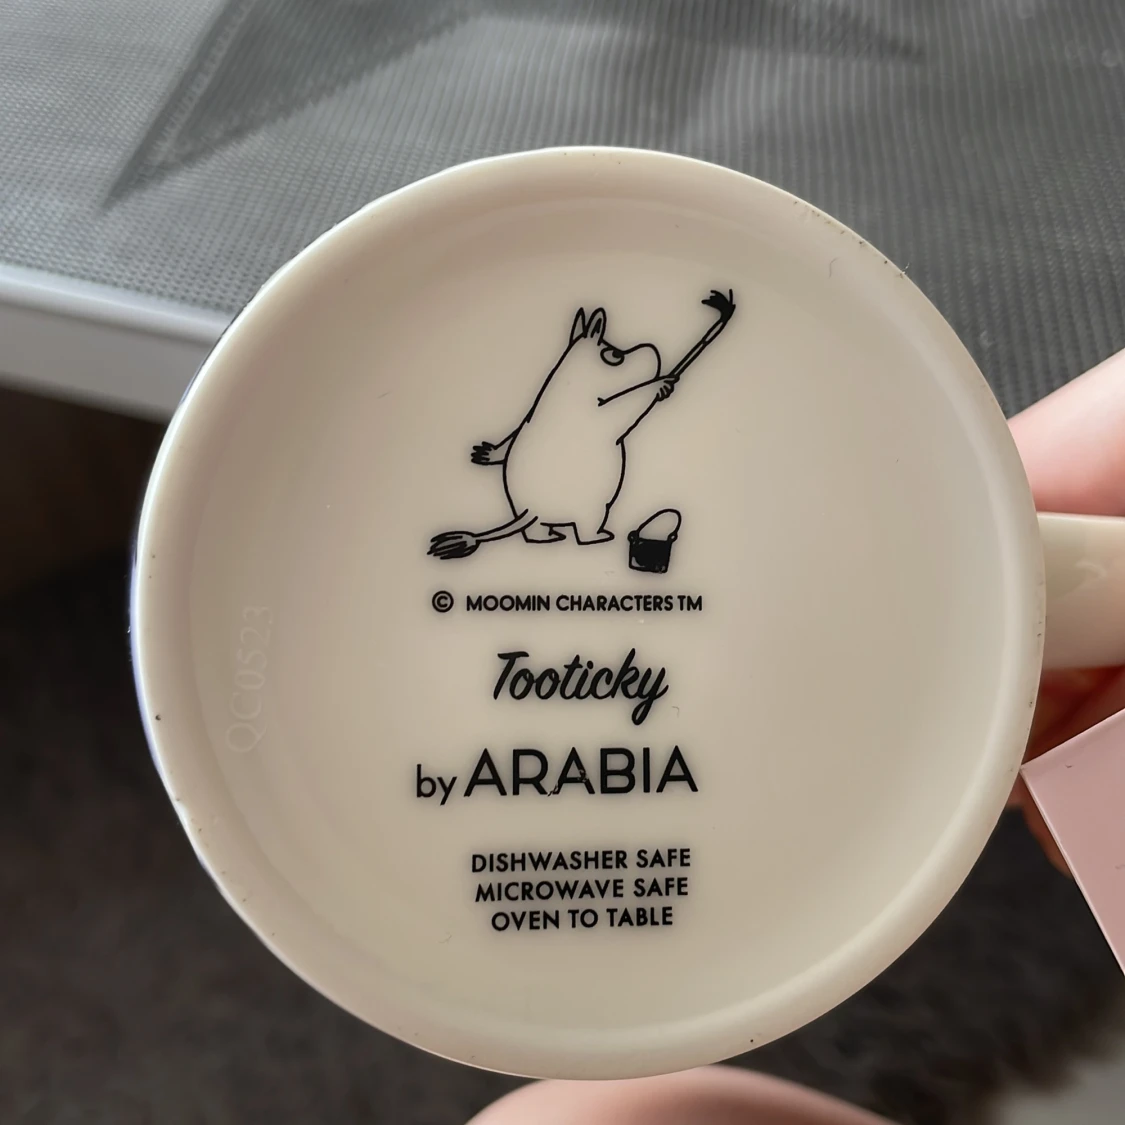 © MOOMIN CHARACTERS TM
Tooticky
by ARABIA
DISHWASHER SAFE
MICROWAVE SAFE
OVEN TO TABLE
QC0523